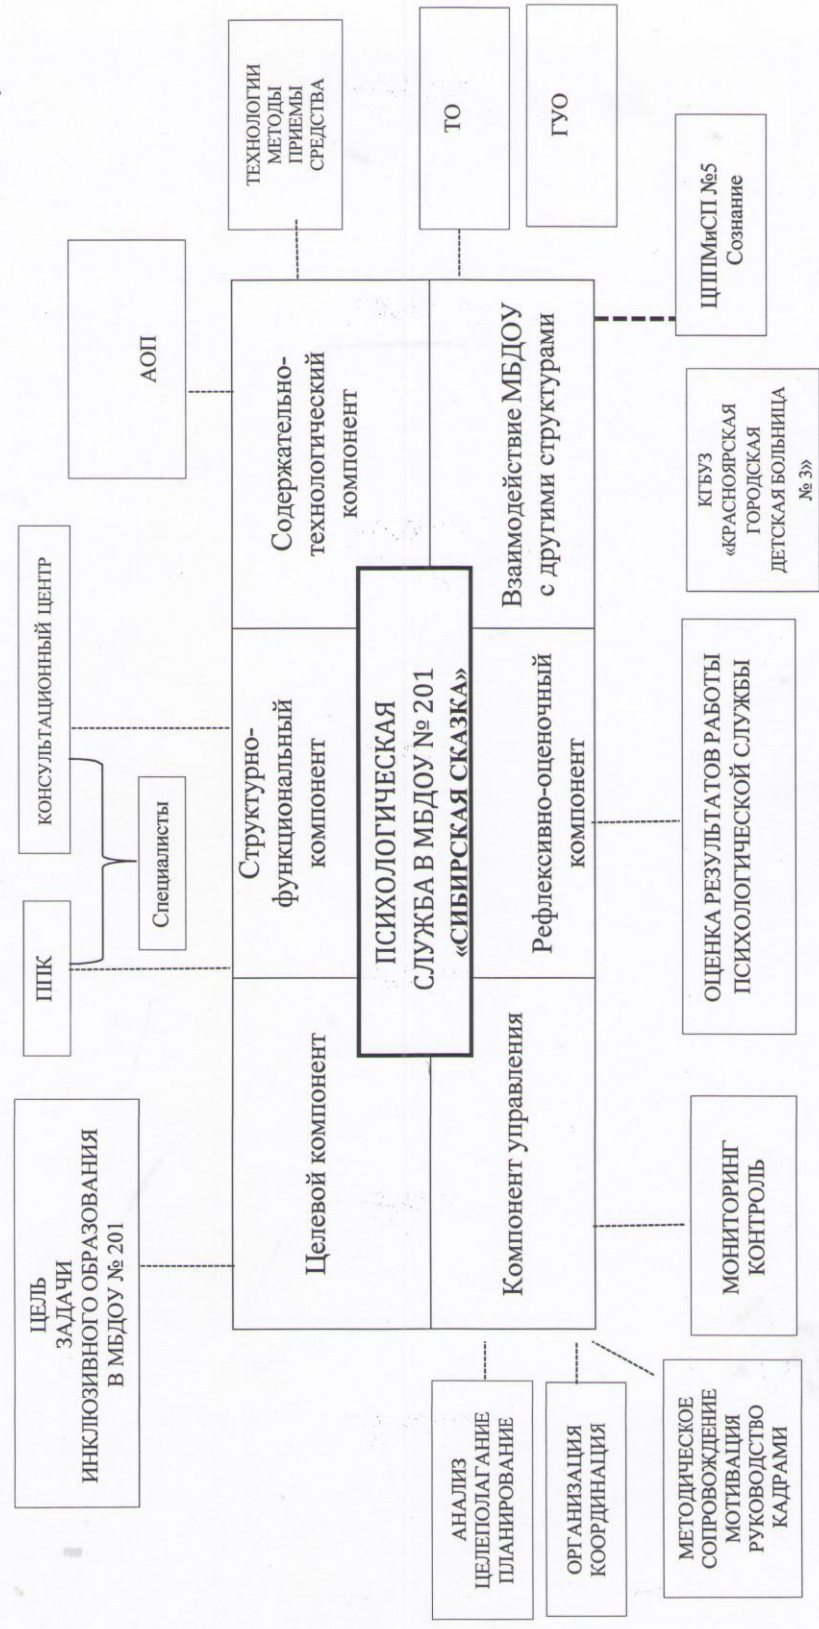 ЦЕЛЬ
ЗАДАЧИ
ИНКЛЮЗИВНОГО ОБРАЗОВАНИЯ
В МБДОУ № 201
ППК
КОНСУЛЬТАЦИОННЫЙ ЦЕНТР
Специалисты
АОП
ТЕХНОЛОГИИ
МЕТОДЫ
ПРИЕМЫ
СРЕДСТВА
Целевой компонент
Структурно-
функциональный
компонент
Содержательно-
технологический
компонент
ПСИХОЛОГИЧЕСКАЯ
СЛУЖБА В МБДОУ № 201
«СИБИРСКАЯ СКАЗКА»
Компонент управления
Рефлексивно-оценочный
компонент
Взаимодействие МБДОУ
с другими структурами
ТО
ГУО
АНАЛИЗ
ЦЕЛЕПОЛАГАНИЕ
ПЛАНИРОВАНИЕ
ОРГАНИЗАЦИЯ
КООРДИНАЦИЯ
МЕТОДИЧЕСКОЕ
СОПРОВОЖДЕНИЕ
МОТИВАЦИЯ
РУКОВОДСТВО
КАДРАМИ
МОНИТОРИНГ
КОНТРОЛЬ
ОЦЕНКА РЕЗУЛЬТАТОВ РАБОТЫ
ПСИХОЛОГИЧЕСКОЙ СЛУЖБЫ
КГБУЗ
«КРАСНОЯРСКАЯ
ГОРОДСКАЯ
ДЕТСКАЯ БОЛЬНИЦА
№ 3»
ЦППМиСП №5
Сознание